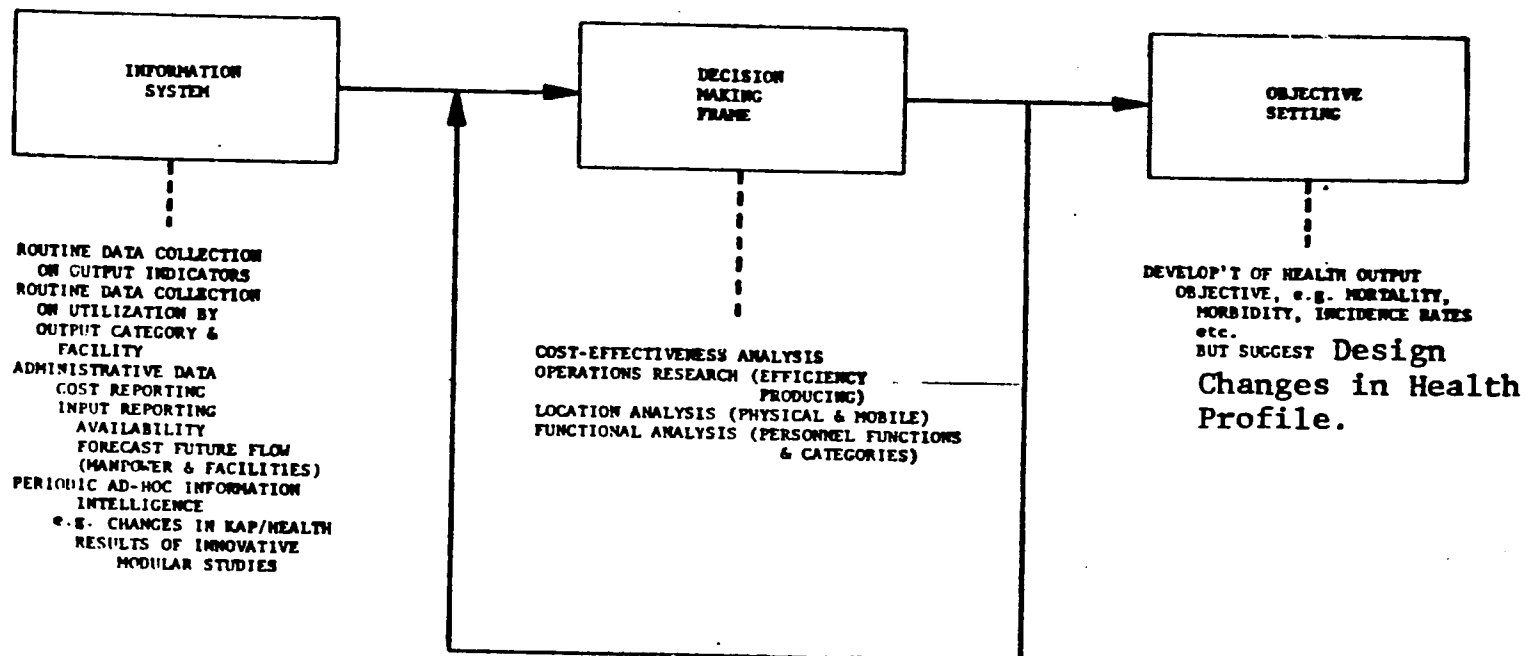 INFORMATION
SYSTEM
DECISION
MAKING
FRAME
OBJECTIVE
SETTING
ROUTINE DATA COLLECTION
ON OUTPUT INDICATORS
ROUTINE DATA COLLECTION
ON UTILIZATION BY
OUTPUT CATEGORY &
FACILITY
ADMINISTRATIVE DATA
COST REPORTING
INPUT REPORTING
AVAILABILITY
FORECAST FUTURE FLOW
(MANPOWER & FACILITIES)
PERIODIC AD-HOC INFORMATION
INTELLIGENCE
e.g. CHANGES IN KAP/HEALTH
RESULTS OF INNOVATIVE
MODULAR STUDIES
COST-EFFECTIVENESS ANALYSIS
OPERATIONS RESEARCH (EFFICIENCY
PRODUCING)
LOCATION ANALYSIS (PHYSICAL & MOBILE)
FUNCTIONAL ANALYSIS (PERSONNEL FUNCTIONS
& CATEGORIES)
DEVELOP'T OF HEALTH OUTPUT
OBJECTIVE, e.g. MORTALITY,
MORBIDITY, INCIDENCE RATES
etc.
BUT SUGGEST Design
Changes in Health
Profile.